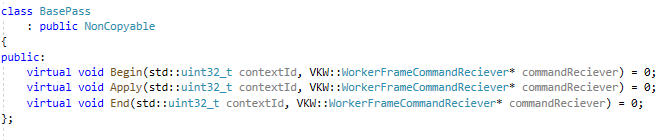 class BasePass
    : public NonCopyable
{
public:
    virtual void Begin(std::uint32_t contextId, VKW::WorkerFrameCommandReciever* commandReciever) = 0;
    virtual void Apply(std::uint32_t contextId, VKW::WorkerFrameCommandReciever* commandReciever) = 0;
    virtual void End(std::uint32_t contextId, VKW::WorkerFrameCommandReciever* commandReciever) = 0;
};